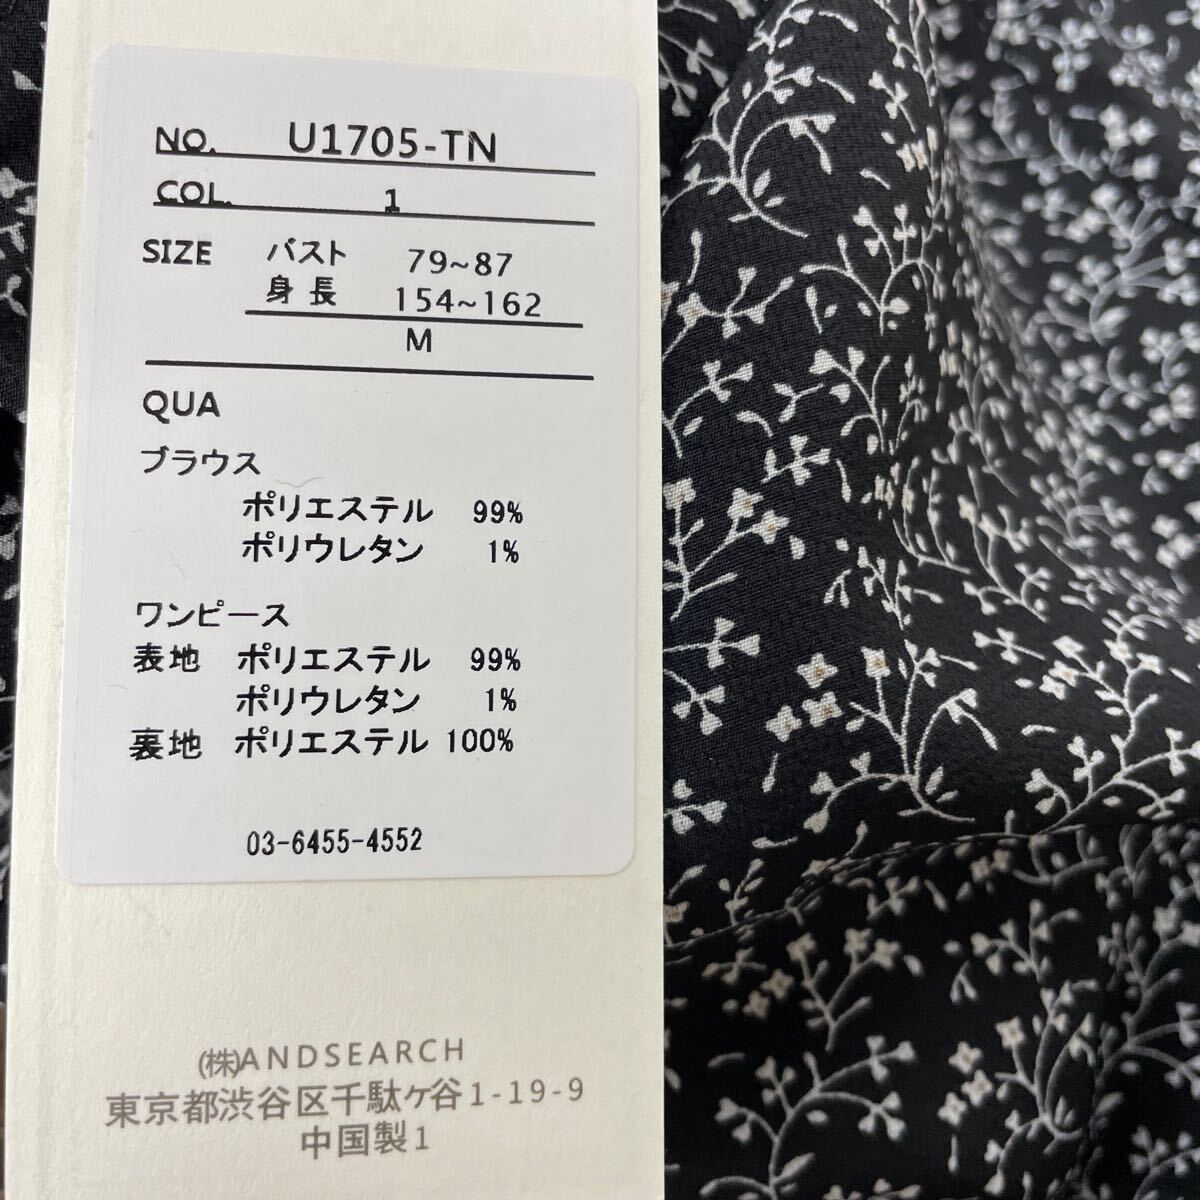 NO. U1705-TN
COL. 1
SIZE バスト 79~87
身長 154~162
M
QUA
ブラウス
ポリエステル 99%
ポリウレタン 1%
ワンピース
表地 ポリエステル 99%
ポリウレタン 1%
裏地 ポリエステル 100%
03-6455-4552
(株)ANDSEARCH
東京都渋谷区千駄ヶ谷1-19-9
中国製1